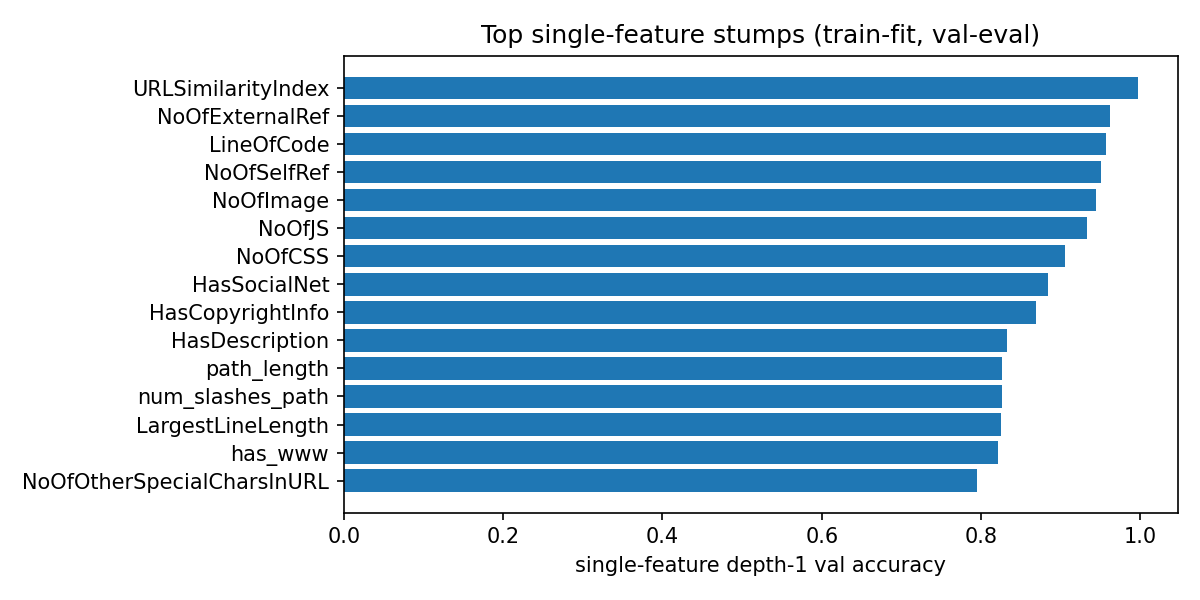 Top single-feature stumps (train-fit, val-eval)
URLSimilarityIndex
NoOfExternalRef
LineOfCode
NoOfSelfRef
NoOfImage
NoOfJS
NoOfCSS
HasSocialNet
HasCopyrightInfo
HasDescription
path_length
num_slashes_path
LargestLineLength
has_www
NoOfOtherSpecialCharsInURL
0.0 0.2 0.4 0.6 0.8 1.0
single-feature depth-1 val accuracy